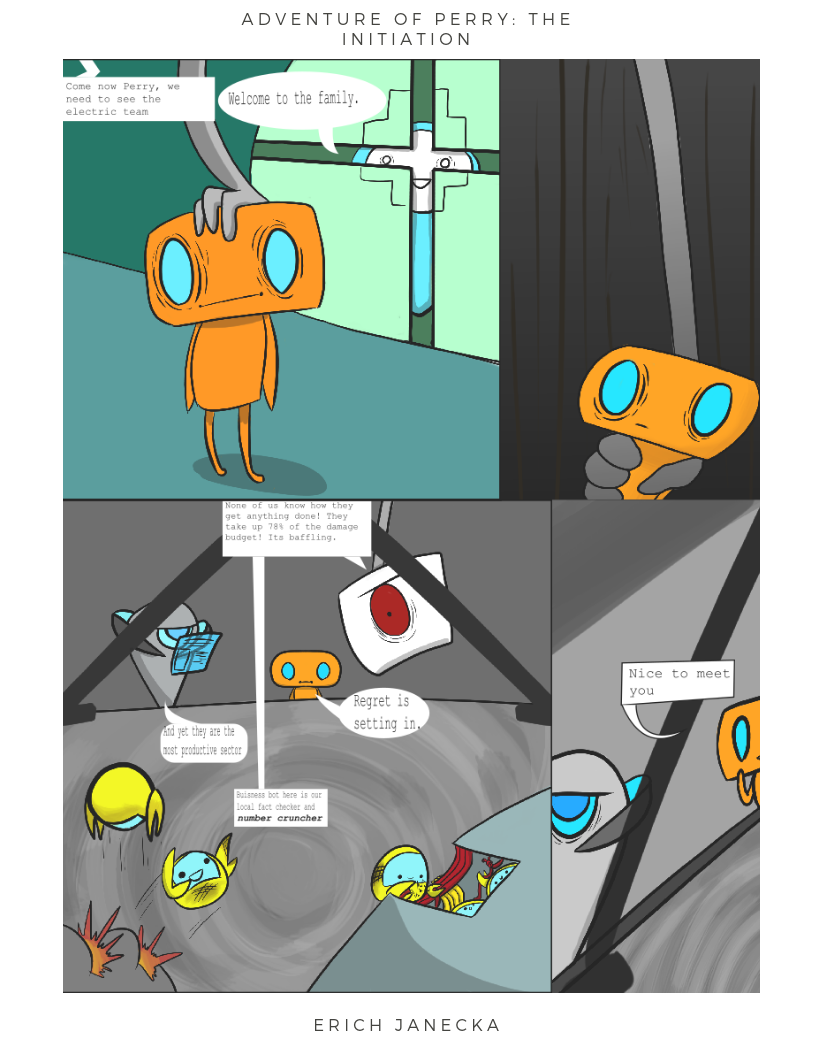 ADVENTURE OF PERRY: THE
INITIATION
Come now Perry, we
need to see the
electric team
Welcome to the family.
None of us know how they
get anything done! They
take up 78% of the damage
budget! Its baffling.
And yet they are the
most productive sector
Regret is
setting in.
Buisness bot here is our
local fact checker and
number cruncher
Nice to meet
you
ERICH JANECKA